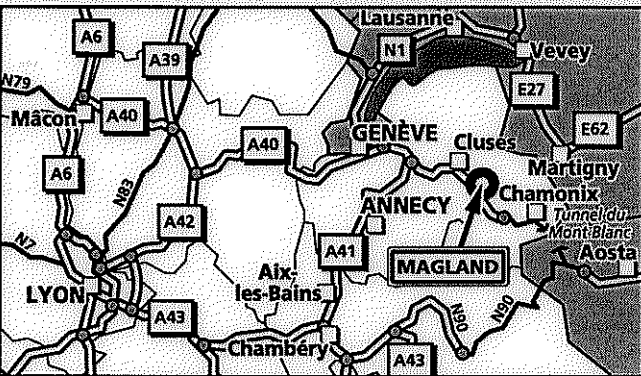 Lausanne
A6
A39
N1
Vevey
N79
E27
Mâcon
A40
E62
GENÈVE
A40
Cluses
Martigny
A6
N83
ANNECY
Chamonix
A42
Tunnel du
Mont Blanc
N7
A41
MAGLAND
Aosta
Aix-
les-Bains
LYON
N90
N90
A43
Chambéry
A43